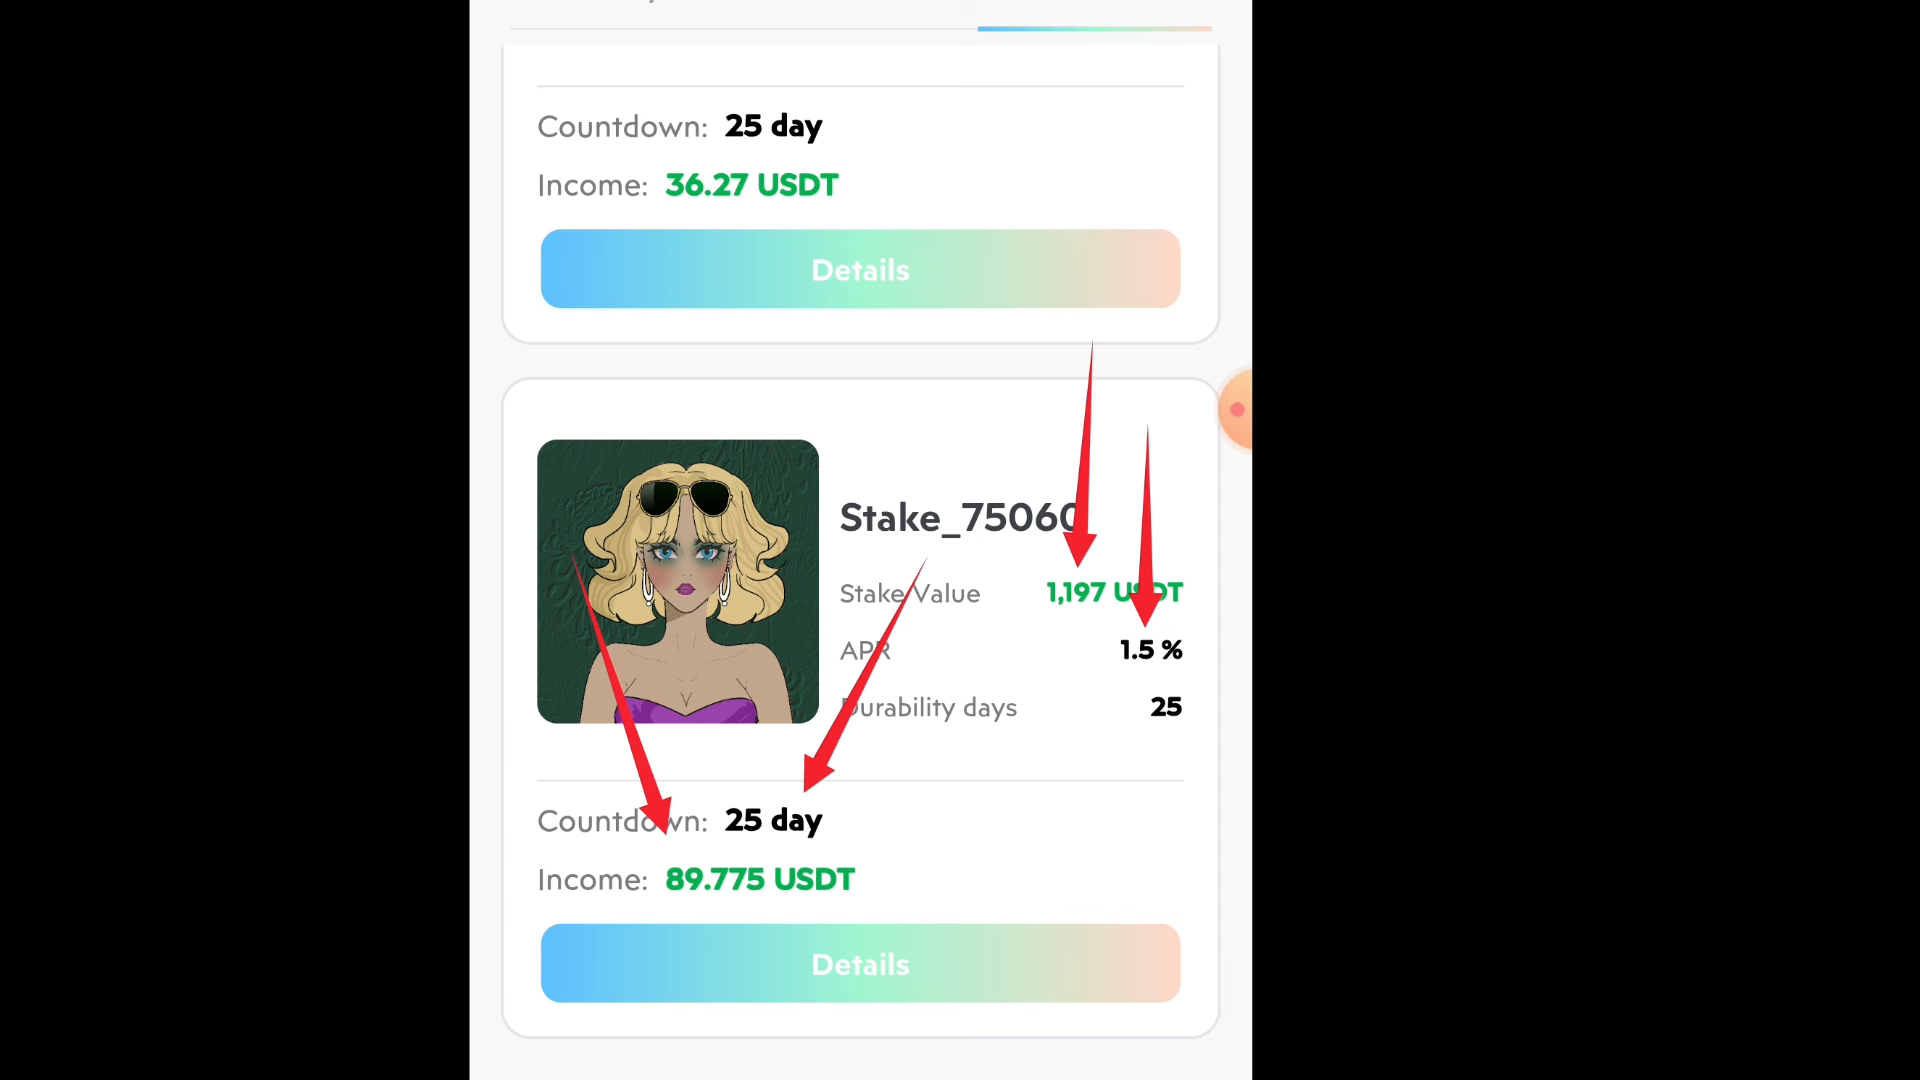 Countdown: 25 day
Income: 36.27 USDT
Details
Stake_75060
Stake Value 1,197 USDT
APR 1.5 %
Durability days 25
Countdown: 25 day
Income: 89.775 USDT
Details